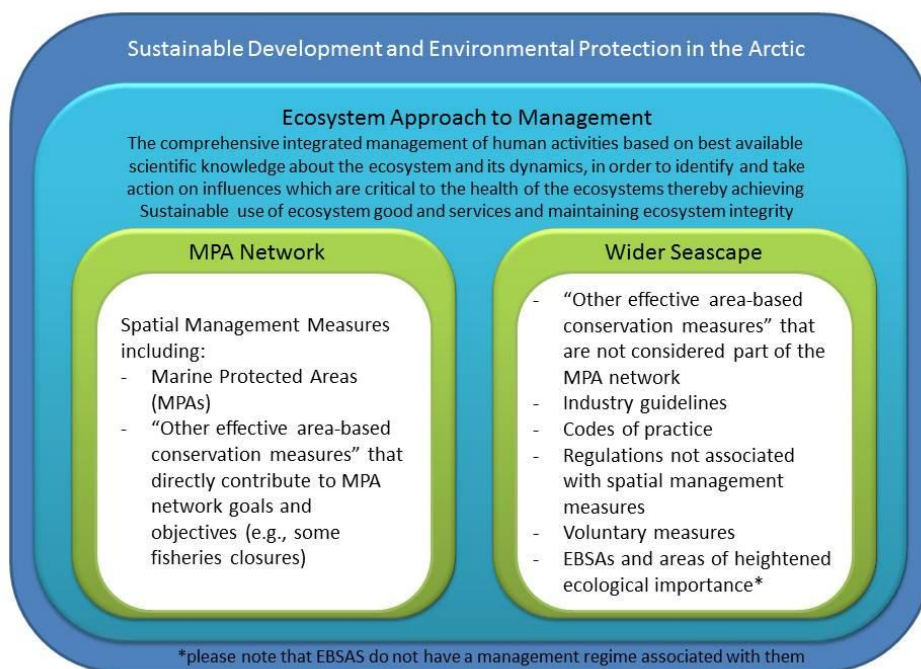 Sustainable Development and Environmental Protection in the Arctic
Ecosystem Approach to Management
The comprehensive integrated management of human activities based on best available
scientific knowledge about the ecosystem and its dynamics, in order to identify and take
action on influences which are critical to the health of the ecosystems thereby achieving
Sustainable use of ecosystem good and services and maintaining ecosystem integrity
MPA Network
Spatial Management Measures
including:
- Marine Protected Areas
(MPAs)
- “Other effective area-based
conservation measures” that
directly contribute to MPA
network goals and
objectives (e.g., some
fisheries closures)
Wider Seascape
- “Other effective area-based
conservation measures” that
are not considered part of the
MPA network
- Industry guidelines
- Codes of practice
- Regulations not associated
with spatial management
measures
- Voluntary measures
- EBSAs and areas of heightened
ecological importance*
*please note that EBSAS do not have a management regime associated with them